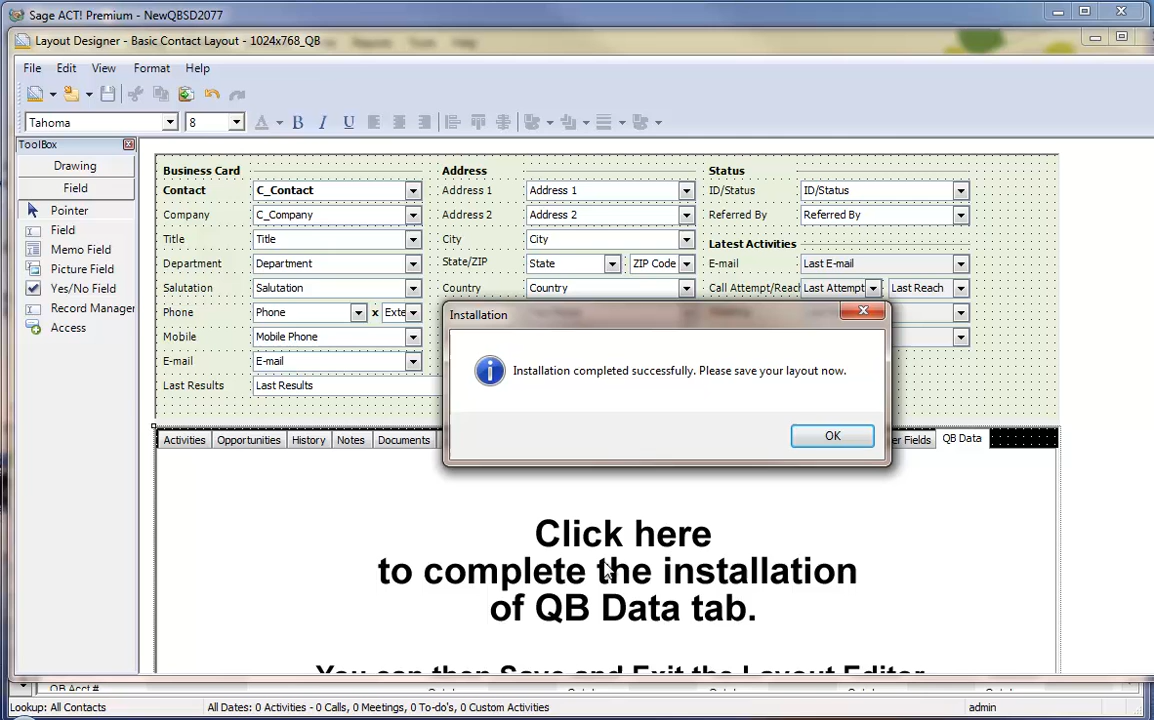 Sage ACT! Premium - NewQBSD2077
Layout Designer - Basic Contact Layout - 1024x768_QB
File Edit View Format Help
Tahoma 8 B I U
ToolBox
Drawing
Field
Pointer
Field
Memo Field
Picture Field
Yes/No Field
Record Manager
Access
Business Card Address Status
Contact C_Contact Address 1 Address 1 ID/Status ID/Status
Company C_Company Address 2 Address 2 Referred By Referred By
Title Title City City Latest Activities
Department Department State/ZIP State ZIP Code E-mail Last E-mail
Salutation Salutation Country Country Call Attempt/Reach Last Attempt Last Reach
Phone Phone x Exte
Mobile Mobile Phone
E-mail E-mail
Last Results Last Results
Installation
Installation completed successfully. Please save your layout now.
OK
Activities Opportunities History Notes Documents er Fields QB Data
Click here
to complete the installation
of QB Data tab.
You can then Save and Exit the Layout Editor
QB Acct #
Lookup: All Contacts All Dates: 0 Activities - 0 Calls, 0 Meetings, 0 To-do's, 0 Custom Activities admin